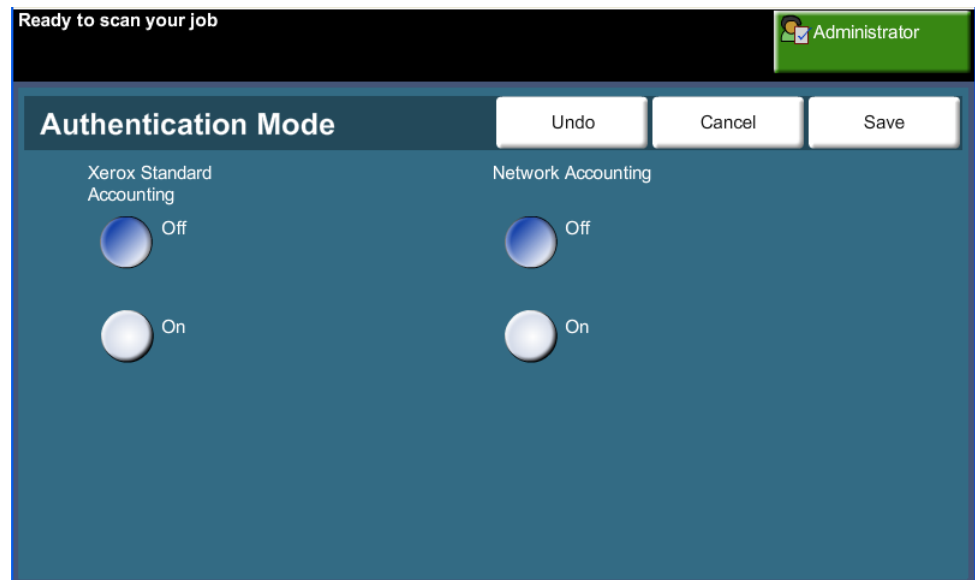 Ready to scan your job
Administrator
Authentication Mode
Undo
Cancel
Save
Xerox Standard
Accounting
Off
On
Network Accounting
Off
On